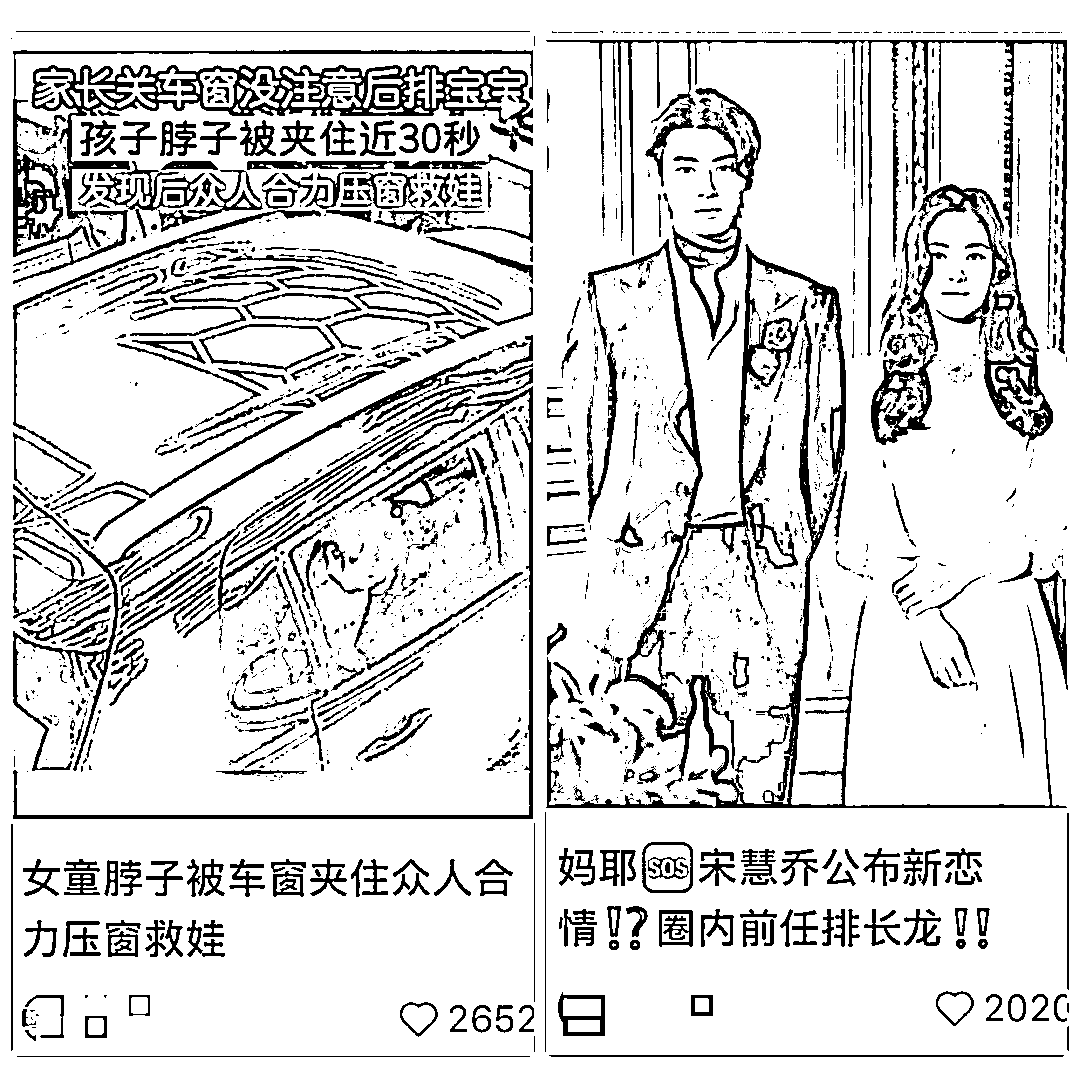 家长关车窗没注意后排宝宝
孩子脖子被夹住近30秒
发现后众人合力压窗救娃
女童脖子被车窗夹住众人合
力压窗救娃
2652
妈耶🆘宋慧乔公布新恋
情⁉️圈内前任排长龙‼️
2020